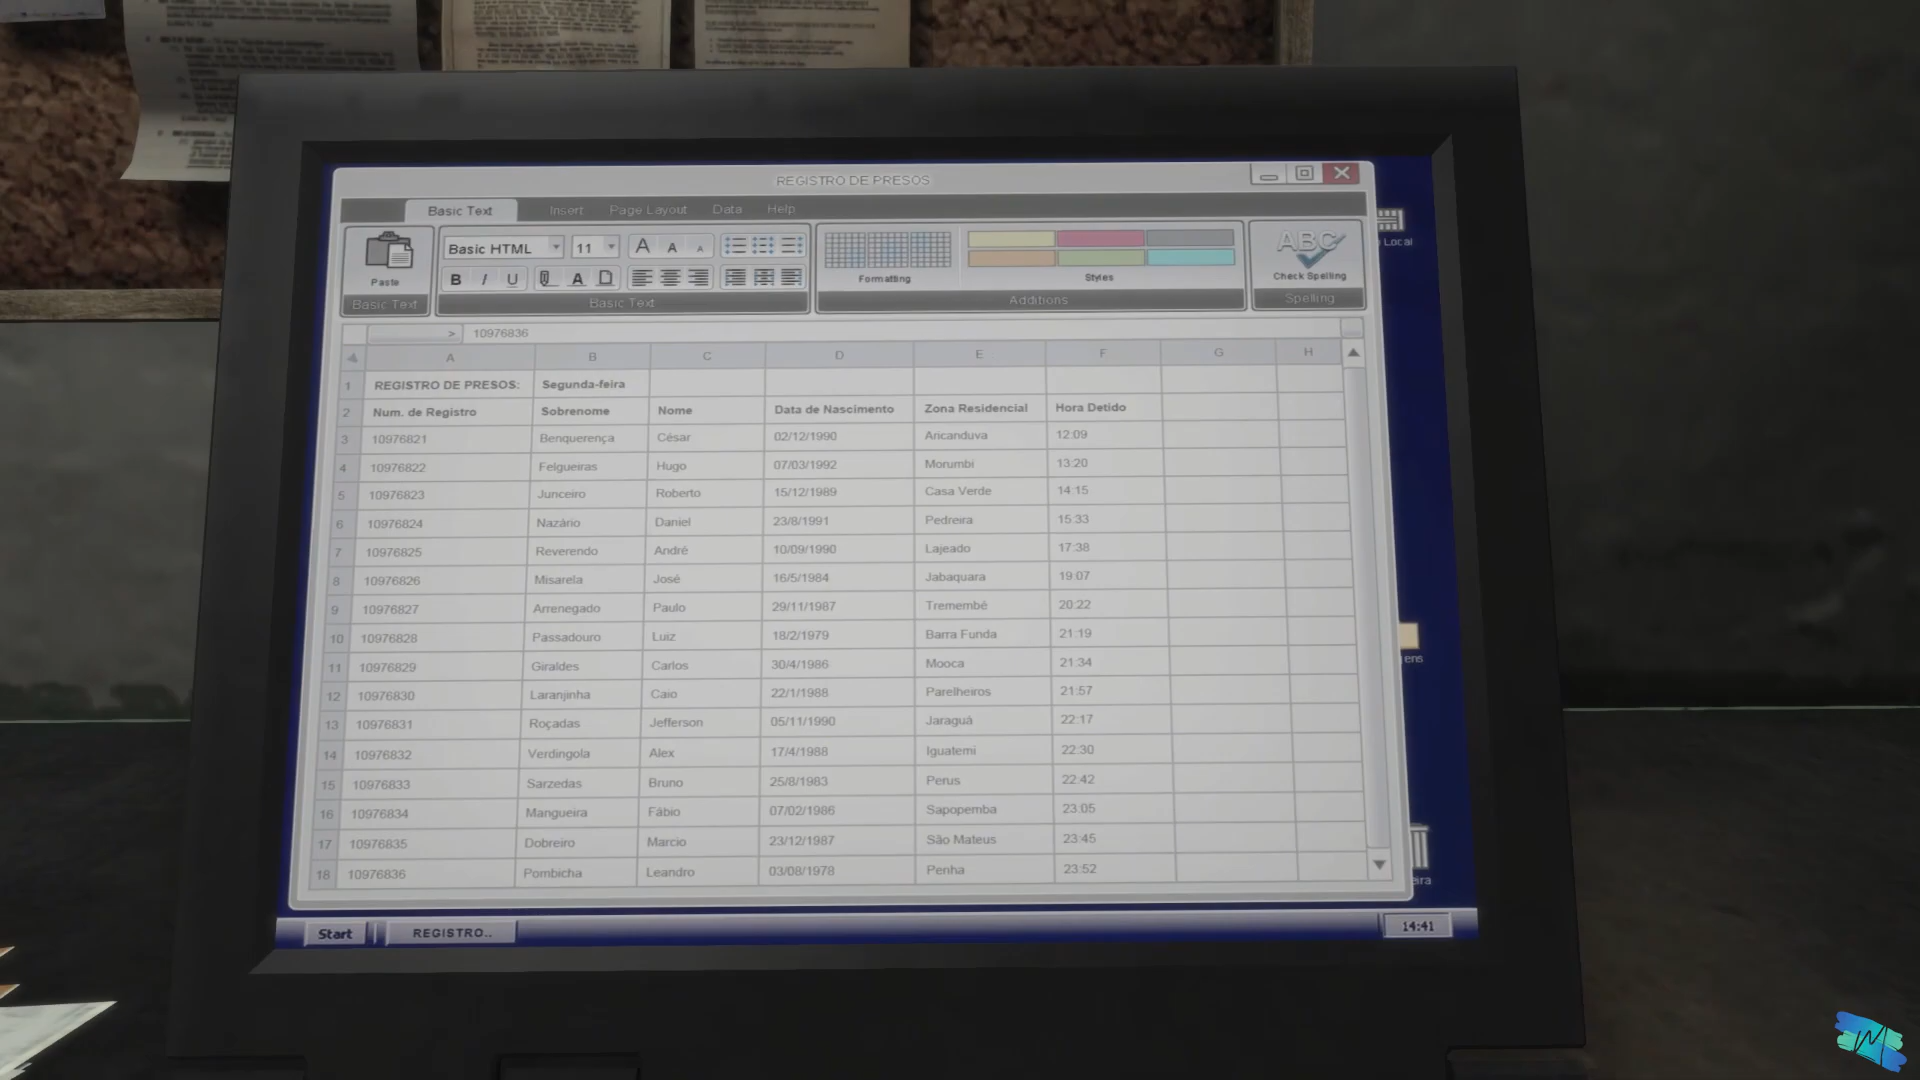 REGISTRO DE PRESOS
Basic Text Insert Page Layout Data Help
Basic HTML 11 A A A
ABC
Paste B I U A Formatting Styles Check Spelling
Basic Text Basic Text Additions Spelling
> 10976836
A B C D E F G H
1 REGISTRO DE PRESOS: Segunda-feira
2 Num. de Registro Sobrenome Nome Data de Nascimento Zona Residencial Hora Detido
3 10976821 Benquerença César 02/12/1990 Aricanduva 12:09
4 10976822 Felgueiras Hugo 07/03/1992 Morumbi 13:20
5 10976823 Junceiro Roberto 15/12/1989 Casa Verde 14:15
6 10976824 Nazário Daniel 23/8/1991 Pedreira 15:33
7 10976825 Reverendo André 10/09/1990 Lajeado 17:38
8 10976826 Misarela José 16/5/1984 Jabaquara 19:07
9 10976827 Arrenegado Paulo 29/11/1987 Tremembé 20:22
10 10976828 Passadouro Luiz 18/2/1979 Barra Funda 21:19
11 10976829 Giraldes Carlos 30/4/1986 Mooca 21:34
12 10976830 Laranjinha Caio 22/1/1988 Parelheiros 21:57
13 10976831 Roçadas Jefferson 05/11/1990 Jaraguá 22:17
14 10976832 Verdingola Alex 17/4/1988 Iguatemi 22:30
15 10976833 Sarzedas Bruno 25/8/1983 Perus 22:42
16 10976834 Mangueira Fábio 07/02/1986 Sapopemba 23:05
17 10976835 Dobreiro Marcio 23/12/1987 São Mateus 23:45
18 10976836 Pombicha Leandro 03/08/1978 Penha 23:52
Local
ens
eira
Start REGISTRO.. 14:41